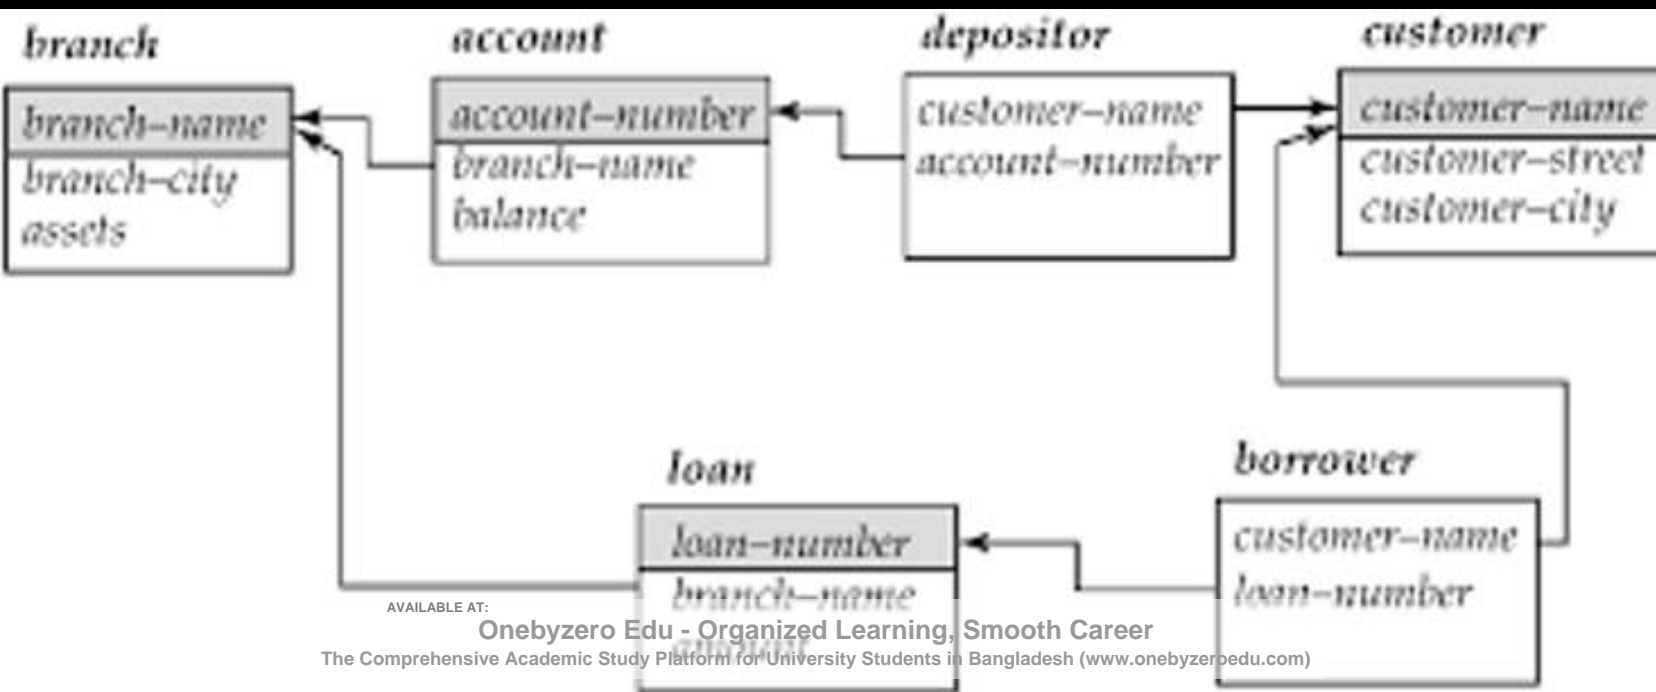 branch
branch–name
branch–city
assets
account
account–number
branch–name
balance
depositor
customer–name
account–number
customer
customer–name
customer–street
customer–city
loan
loan–number
branch–name
amount
borrower
customer–name
loan–number
AVAILABLE AT:
Onebyzero Edu - Organized Learning, Smooth Career
The Comprehensive Academic Study Platform for University Students in Bangladesh (www.onebyzeroedu.com)